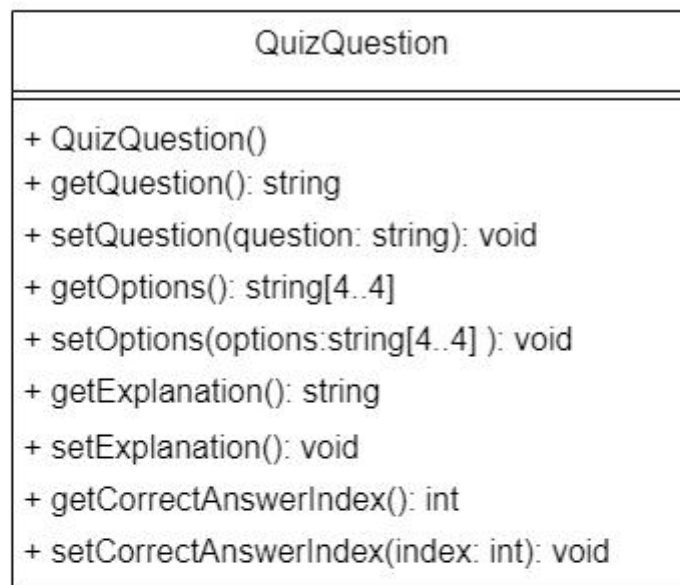 QuizQuestion
+ QuizQuestion()
+ getQuestion(): string
+ setQuestion(question: string): void
+ getOptions(): string[4..4]
+ setOptions(options:string[4..4] ): void
+ getExplanation(): string
+ setExplanation(): void
+ getCorrectAnswerIndex(): int
+ setCorrectAnswerIndex(index: int): void